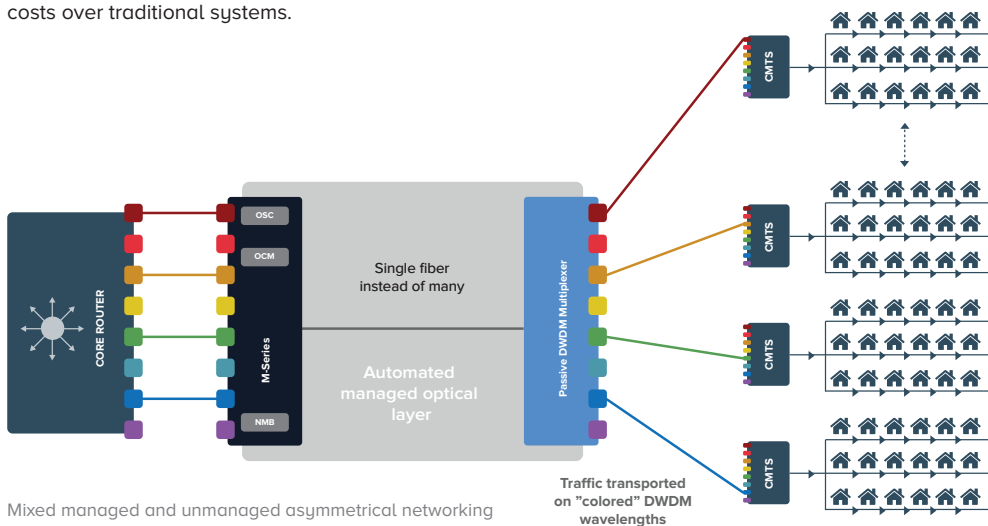 costs over traditional systems.
CORE ROUTER
OSC
OCM
M-Series
NMB
Single fiber
instead of many
Automated
managed optical
layer
Passive DWDM Multiplexer
CMTS
CMTS
CMTS
CMTS
Traffic transported
on "colored" DWDM
wavelengths
Mixed managed and unmanaged asymmetrical networking